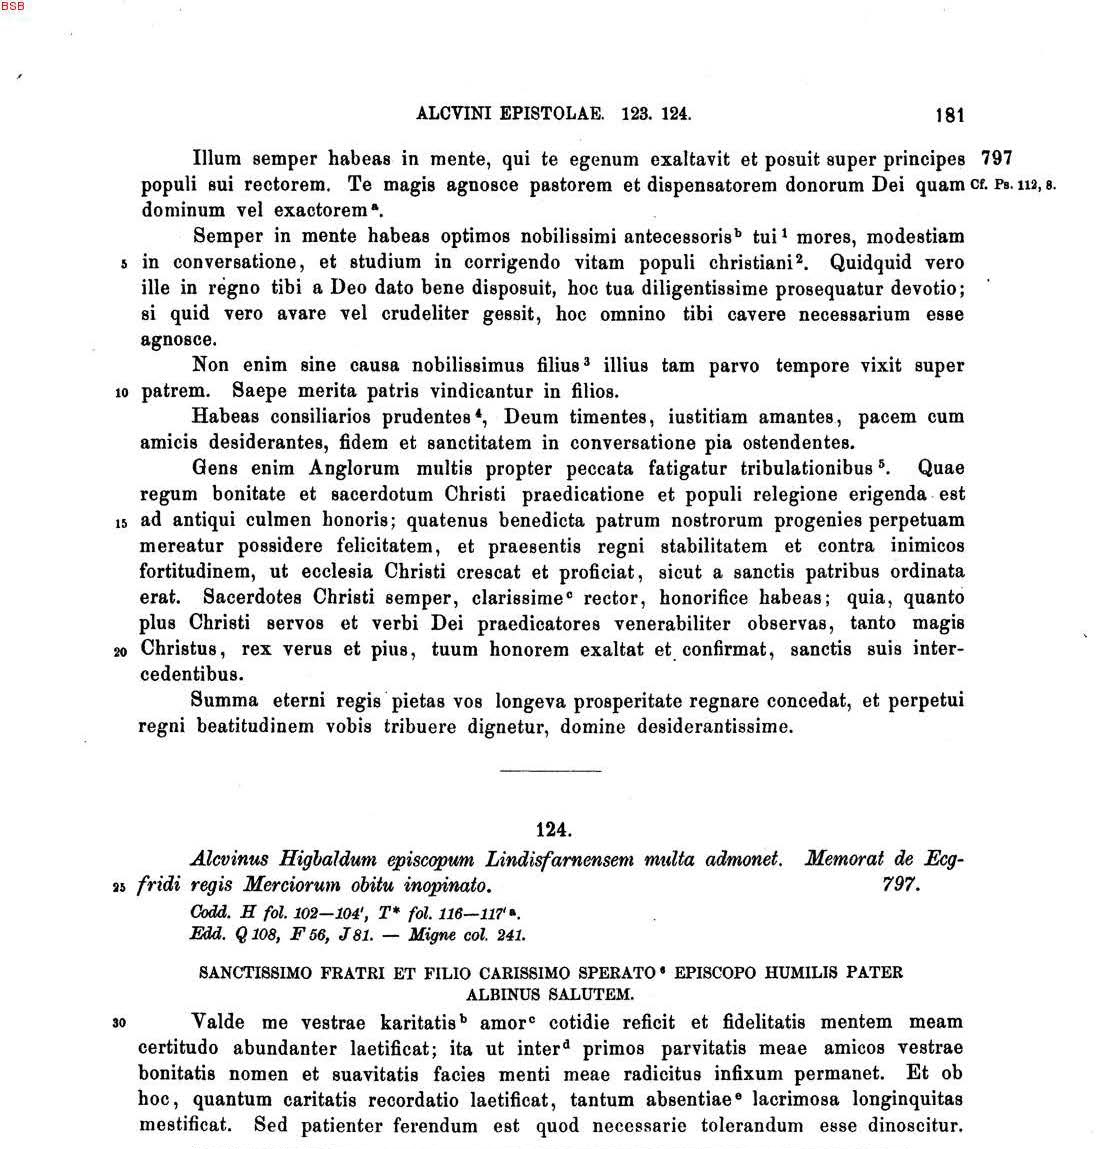 BSB
ALCVINI EPISTOLAE. 123. 124. 181
Illum semper habeas in mente, qui te egenum exaltavit et posuit super principes 797
populi sui rectorem. Te magis agnosce pastorem et dispensatorem donorum Dei quam Cf. Ps. 112, 8.
dominum vel exactorem ᵃ.
Semper in mente habeas optimos nobilissimi antecessoris ᵇ tui ¹ mores, modestiam
5 in conversatione, et studium in corrigendo vitam populi christiani ². Quidquid vero
ille in regno tibi a Deo dato bene disposuit, hoc tua diligentissime prosequatur devotio;
si quid vero avare vel crudeliter gessit, hoc omnino tibi cavere necessarium esse
agnosce.
Non enim sine causa nobilissimus filius ³ illius tam parvo tempore vixit super
10 patrem. Saepe merita patris vindicantur in filios.
Habeas consiliarios prudentes ⁴, Deum timentes, iustitiam amantes, pacem cum
amicis desiderantes, fidem et sanctitatem in conversatione pia ostendentes.
Gens enim Anglorum multis propter peccata fatigatur tribulationibus ⁵. Quae
regum bonitate et sacerdotum Christi praedicatione et populi relegione erigenda est
15 ad antiqui culmen honoris; quatenus benedicta patrum nostrorum progenies perpetuam
mereatur possidere felicitatem, et praesentis regni stabilitatem et contra inimicos
fortitudinem, ut ecclesia Christi crescat et proficiat, sicut a sanctis patribus ordinata
erat. Sacerdotes Christi semper, clarissime ᶜ rector, honorifice habeas; quia, quanto
plus Christi servos et verbi Dei praedicatores venerabiliter observas, tanto magis
20 Christus, rex verus et pius, tuum honorem exaltat et confirmat, sanctis suis inter-
cedentibus.
Summa eterni regis pietas vos longeva prosperitate regnare concedat, et perpetui
regni beatitudinem vobis tribuere dignetur, domine desiderantissime.
124.
Alcvinus Higbaldum episcopum Lindisfarnensem multa admonet. Memorat de Ecg-
25 fridi regis Merciorum obitu inopinato. 797.
Codd. H fol. 102—104', T* fol. 116—117' ᵃ.
Edd. Q 108, F 56, J 81. — Migne col. 241.
SANCTISSIMO FRATRI ET FILIO CARISSIMO SPERATO ⁶ EPISCOPO HUMILIS PATER
ALBINUS SALUTEM.
30 Valde me vestrae karitatis ᵇ amor ᶜ cotidie reficit et fidelitatis mentem meam
certitudo abundanter laetificat; ita ut inter ᵈ primos parvitatis meae amicos vestrae
bonitatis nomen et suavitatis facies menti meae radicitus infixum permanet. Et ob
hoc, quantum caritatis recordatio laetificat, tantum absentiae ᵉ lacrimosa longinquitas
mestificat. Sed patienter ferendum est quod necessarie tolerandum esse dinoscitur.